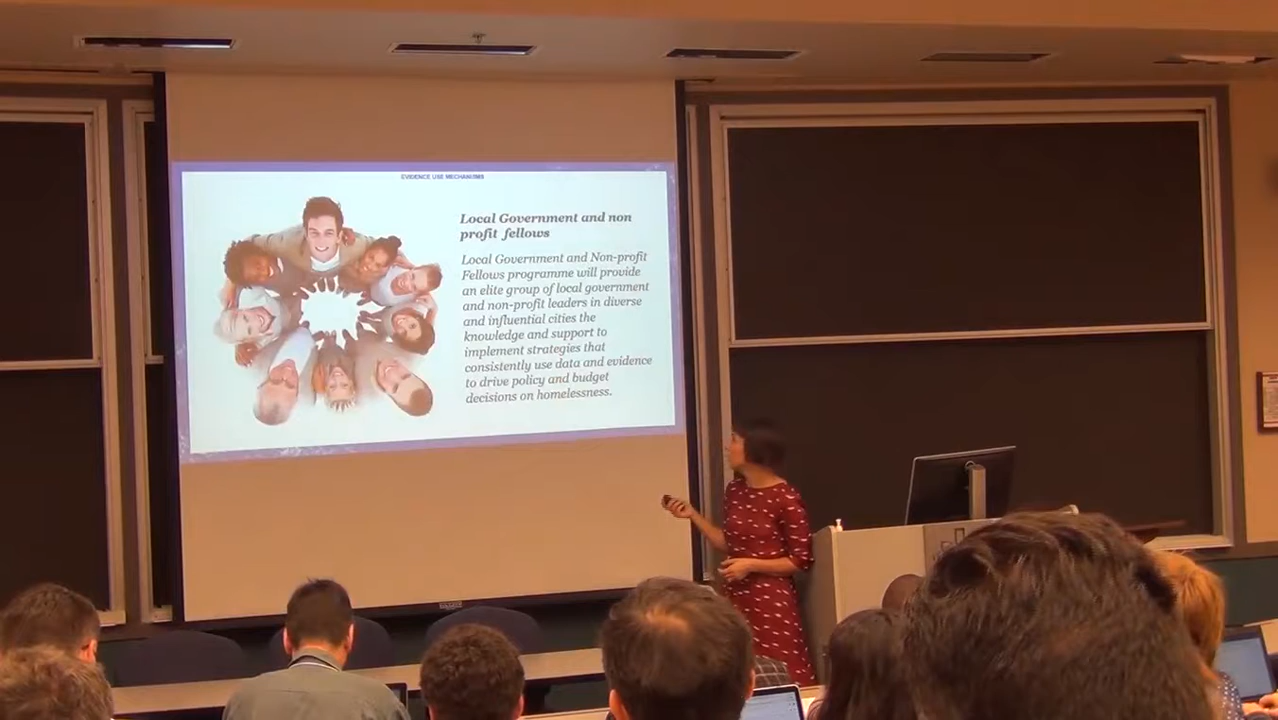 EVIDENCE USE MECHANISMS
Local Government and non
profit fellows
Local Government and Non-profit
Fellows programme will provide
an elite group of local government
and non-profit leaders in diverse
and influential cities the
knowledge and support to
implement strategies that
consistently use data and evidence
to drive policy and budget
decisions on homelessness.